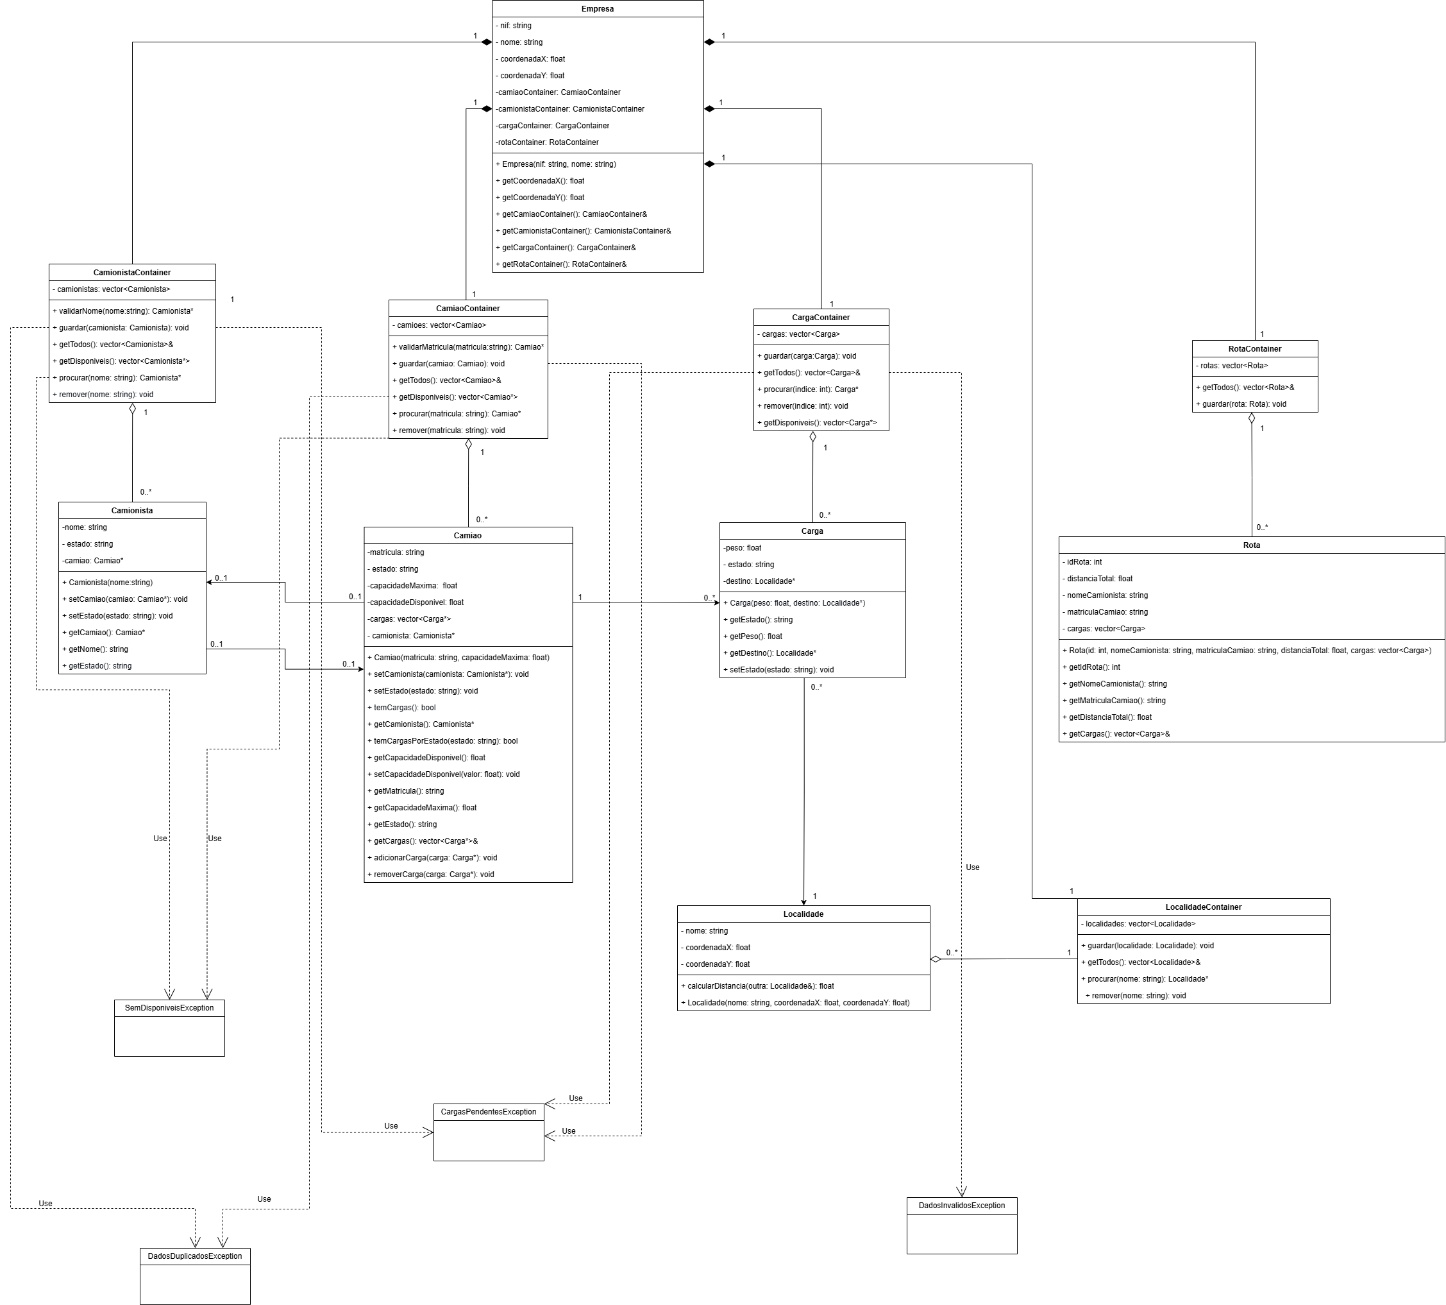 Empresa
- nif: string
- nome: string
- coordenadaX: float
- coordenadaY: float
-camiaoContainer: CamiaoContainer
-camionistaContainer: CamionistaContainer
-cargaContainer: CargaContainer
-rotaContainer: RotaContainer
+ Empresa(nif: string, nome: string)
+ getCoordenadaX(): float
+ getCoordenadaY(): float
+ getCamiaoContainer(): CamiaoContainer&
+ getCamionistaContainer(): CamionistaContainer&
+ getCargaContainer(): CargaContainer&
+ getRotaContainer(): RotaContainer&
1
1
1
1
1
CamionistaContainer
- camionistas: vector<Camionista>
+ validarNome(nome:string): Camionista*
+ guardar(camionista: Camionista): void
+ getTodos(): vector<Camionista>&
+ getDisponiveis(): vector<Camionista*>
+ procurar(nome: string): Camionista*
+ remover(nome: string): void
1
1
0..*
1
CamiaoContainer
- camioes: vector<Camiao>
+ validarMatricula(matricula:string): Camiao*
+ guardar(camiao: Camiao): void
+ getTodos(): vector<Camiao>&
+ getDisponiveis(): vector<Camiao*>
+ procurar(matricula: string): Camiao*
+ remover(matricula: string): void
1
0..*
1
CargaContainer
- cargas: vector<Carga>
+ guardar(carga:Carga): void
+ getTodos(): vector<Carga>&
+ procurar(indice: int): Carga*
+ remover(indice: int): void
+ getDisponiveis(): vector<Carga*>
1
0..*
1
RotaContainer
- rotas: vector<Rota>
+ getTodos(): vector<Rota>&
+ guardar(rota: Rota): void
1
0..*
Camionista
-nome: string
- estado: string
-camiao: Camiao*
+ Camionista(nome:string)
+ setCamiao(camiao: Camiao*): void
+ setEstado(estado: string): void
+ getCamiao(): Camiao*
+ getNome(): string
+ getEstado(): string
0..1
0..1
0..1
0..1
Camiao
-matricula: string
- estado: string
-capacidadeMaxima:  float
-capacidadeDisponivel: float
-cargas: vector<Carga*>
- camionista: Camionista*
+ Camiao(matricula: string, capacidadeMaxima: float)
+ setCamionista(camionista: Camionista*): void
+ setEstado(estado: string): void
+ temCargas(): bool
+ getCamionista(): Camionista*
+ temCargasPorEstado(estado: string): bool
+ getCapacidadeDisponivel(): float
+ setCapacidadeDisponivel(valor: float): void
+ getMatricula(): string
+ getCapacidadeMaxima(): float
+ getEstado(): string
+ getCargas(): vector<Carga*>&
+ adicionarCarga(carga: Carga*): void
+ removerCarga(carga: Carga*): void
1
0..*
Carga
-peso: float
- estado: string
-destino: Localidade*
+ Carga(peso: float, destino: Localidade*)
+ getEstado(): string
+ getPeso(): float
+ getDestino(): Localidade*
+ setEstado(estado: string): void
0..*
1
Rota
- idRota: int
- distanciaTotal: float
- nomeCamionista: string
- matriculaCamiao: string
- cargas: vector<Carga>
+ Rota(id: int, nomeCamionista: string, matriculaCamiao: string, distanciaTotal: float, cargas: vector<Carga>)
+ getIdRota(): int
+ getNomeCamionista(): string
+ getMatriculaCamiao(): string
+ getDistanciaTotal(): float
+ getCargas(): vector<Carga>&
Use
Use
Use
Localidade
- nome: string
- coordenadaX: float
- coordenadaY: float
+ calcularDistancia(outra: Localidade&): float
+ Localidade(nome: string, coordenadaX: float, coordenadaY: float)
0..*
1
1
LocalidadeContainer
- localidades: vector<Localidade>
+ guardar(localidade: Localidade): void
+ getTodos(): vector<Localidade>&
+ procurar(nome: string): Localidade*
+ remover(nome: string): void
SemDisponiveisException
Use
CargasPendentesException
Use
Use
Use
Use
DadosInvalidosException
DadosDuplicadosException